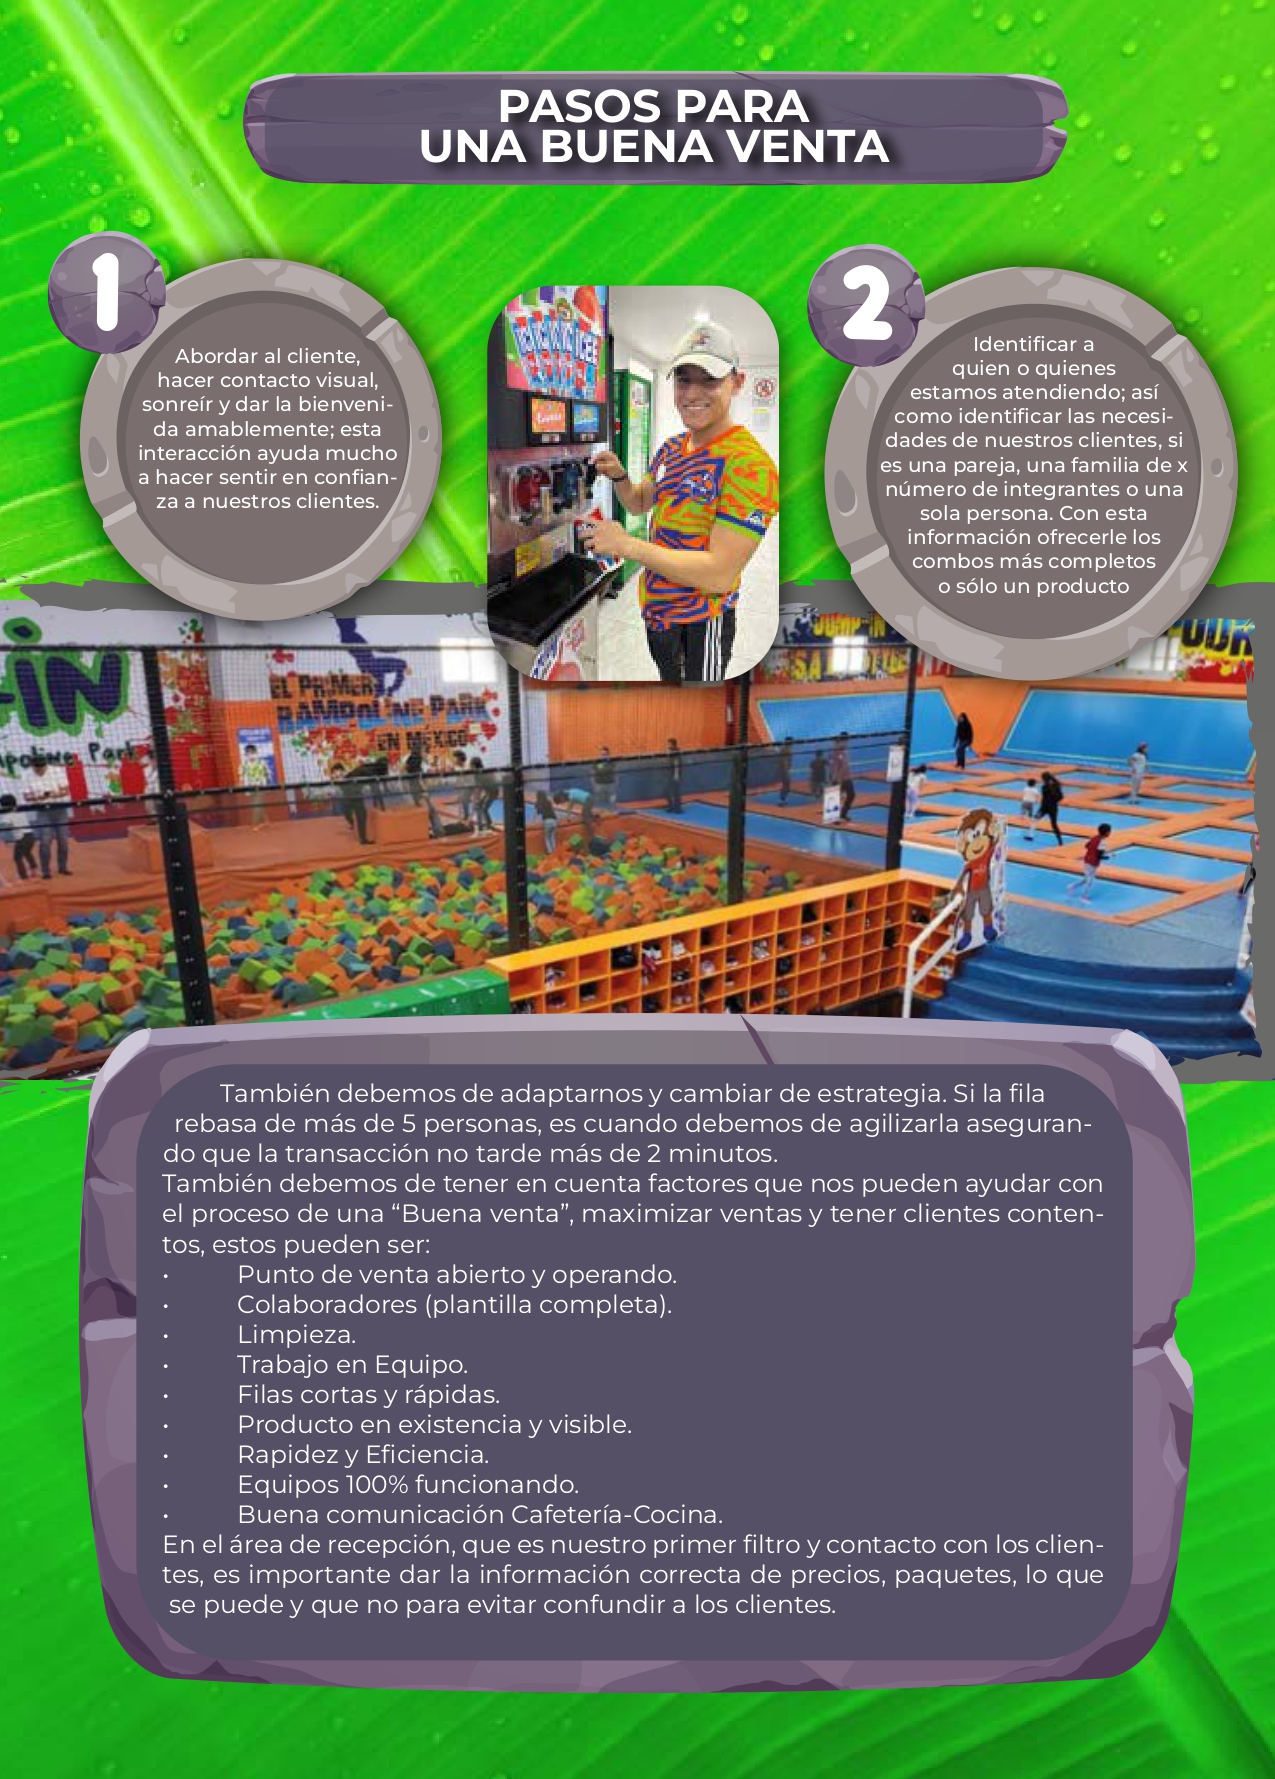 PASOS PARA
UNA BUENA VENTA
1
Abordar al cliente,
hacer contacto visual,
sonreír y dar la bienveni-
da amablemente; esta
interacción ayuda mucho
a hacer sentir en confian-
za a nuestros clientes.
2
Identificar a
quien o quienes
estamos atendiendo; así
como identificar las necesi-
dades de nuestros clientes, si
es una pareja, una familia de x
número de integrantes o una
sola persona. Con esta
información ofrecerle los
combos más completos
o sólo un producto
-IN
Park
EL PRIMER
RAMPOLINE PARK
EN MÉXICO
JUMP-IN
También debemos de adaptarnos y cambiar de estrategia. Si la fila
rebasa de más de 5 personas, es cuando debemos de agilizarla aseguran-
do que la transacción no tarde más de 2 minutos.
También debemos de tener en cuenta factores que nos pueden ayudar con
el proceso de una “Buena venta”, maximizar ventas y tener clientes conten-
tos, estos pueden ser:
• Punto de venta abierto y operando.
• Colaboradores (plantilla completa).
• Limpieza.
• Trabajo en Equipo.
• Filas cortas y rápidas.
• Producto en existencia y visible.
• Rapidez y Eficiencia.
• Equipos 100% funcionando.
• Buena comunicación Cafetería-Cocina.
En el área de recepción, que es nuestro primer filtro y contacto con los clien-
tes, es importante dar la información correcta de precios, paquetes, lo que
se puede y que no para evitar confundir a los clientes.